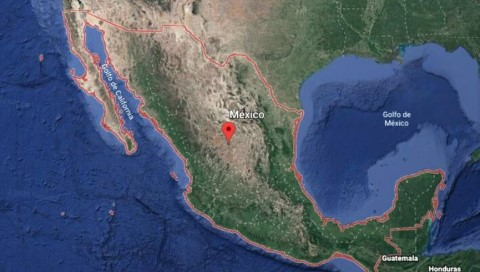 Golfo de California
México
Golfo de
México
Guatemala
Honduras